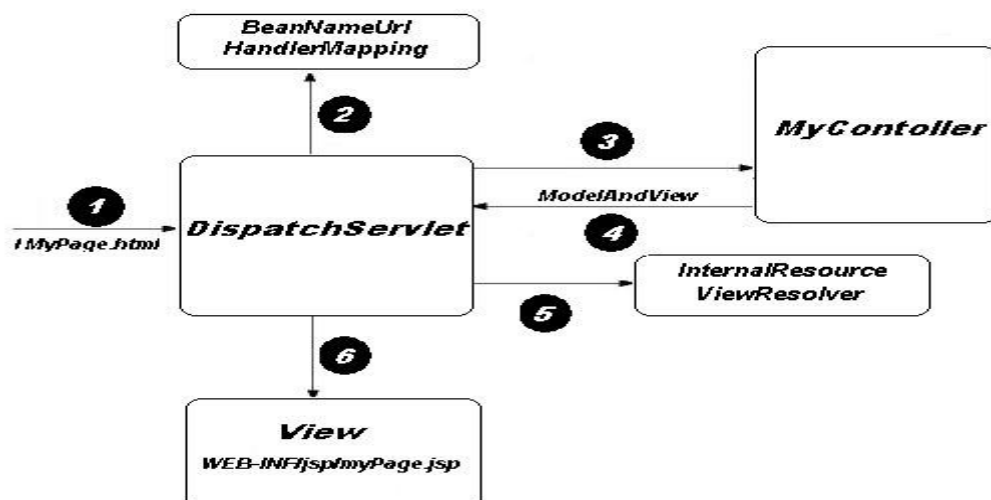 BeanNameUrl
HandlerMapping
2
3
MyContoller
1
/MyPage.html
DispatchServlet
ModelAndView
4
InternalResource
ViewResolver
5
6
View
WEB-INF/jsp/myPage.jsp